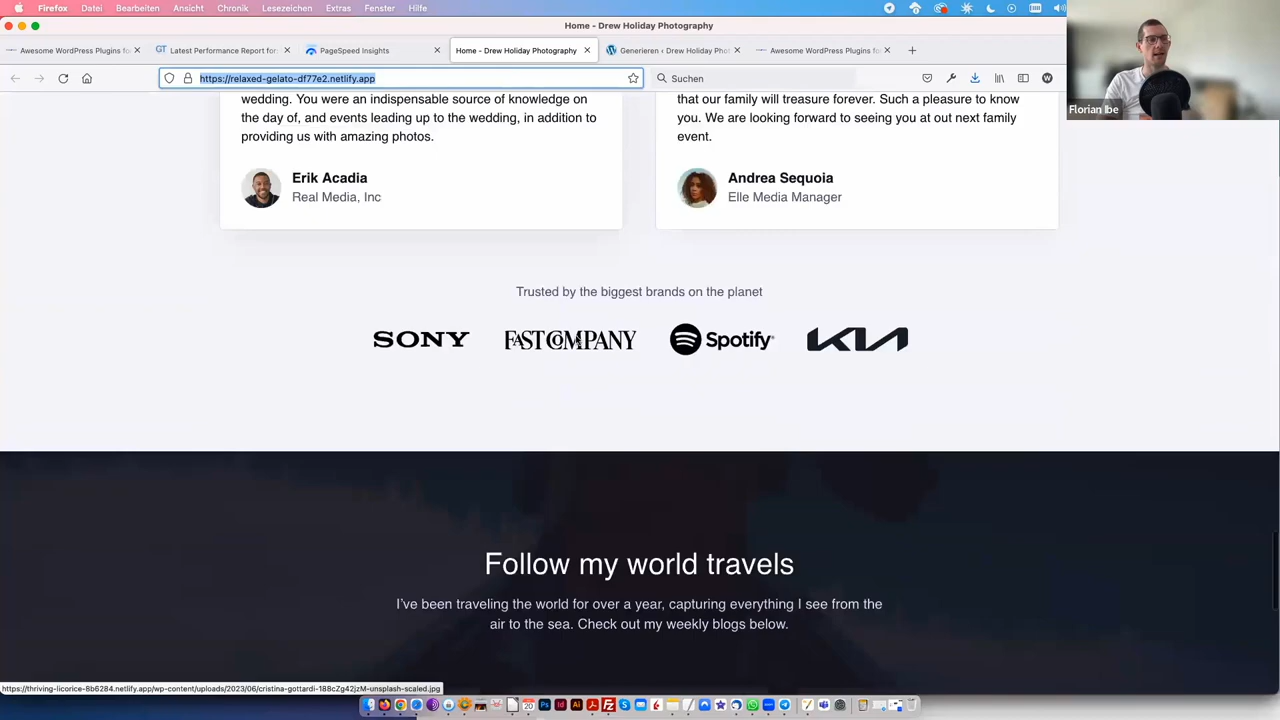 Firefox Datei Bearbeiten Ansicht Chronik Lesezeichen Extras Fenster Hilfe
Home - Drew Holiday Photography
Awesome WordPress Plugins fo
Latest Performance Report for:
PageSpeed Insights
Home - Drew Holiday Photography
Generieren ‹ Drew Holiday Phot
Awesome WordPress Plugins fo
https://relaxed-gelato-df77e2.netlify.app
Suchen
Florian Ibe
wedding. You were an indispensable source of knowledge on
the day of, and events leading up to the wedding, in addition to
providing us with amazing photos.
Erik Acadia
Real Media, Inc
that our family will treasure forever. Such a pleasure to know
you. We are looking forward to seeing you at out next family
event.
Andrea Sequoia
Elle Media Manager
Trusted by the biggest brands on the planet
SONY FAST COMPANY Spotify® KIA
Follow my world travels
I've been traveling the world for over a year, capturing everything I see from the
air to the sea. Check out my weekly blogs below.
https://thriving-licorice-8b6284.netlify.app/wp-content/uploads/2023/06/cristina-gottardi-188cZg42jzM-unsplash-scaled.jpg